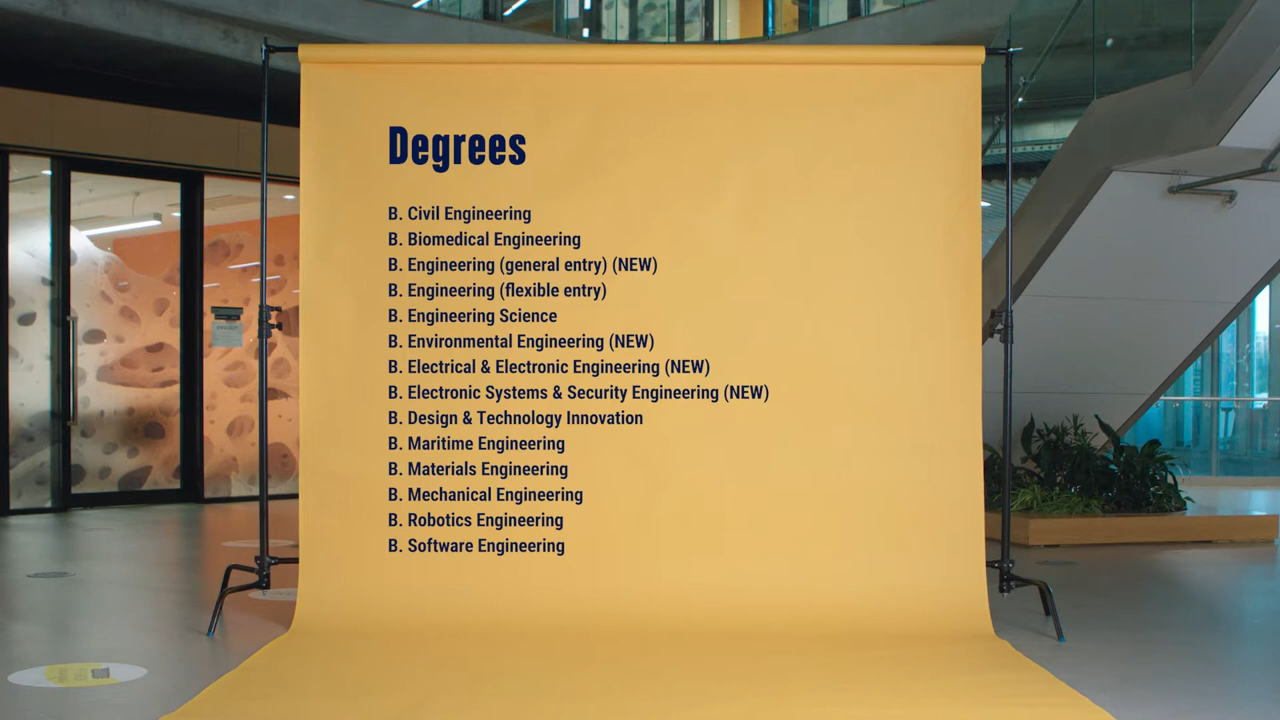 Degrees
B. Civil Engineering
B. Biomedical Engineering
B. Engineering (general entry) (NEW)
B. Engineering (flexible entry)
B. Engineering Science
B. Environmental Engineering (NEW)
B. Electrical & Electronic Engineering (NEW)
B. Electronic Systems & Security Engineering (NEW)
B. Design & Technology Innovation
B. Maritime Engineering
B. Materials Engineering
B. Mechanical Engineering
B. Robotics Engineering
B. Software Engineering